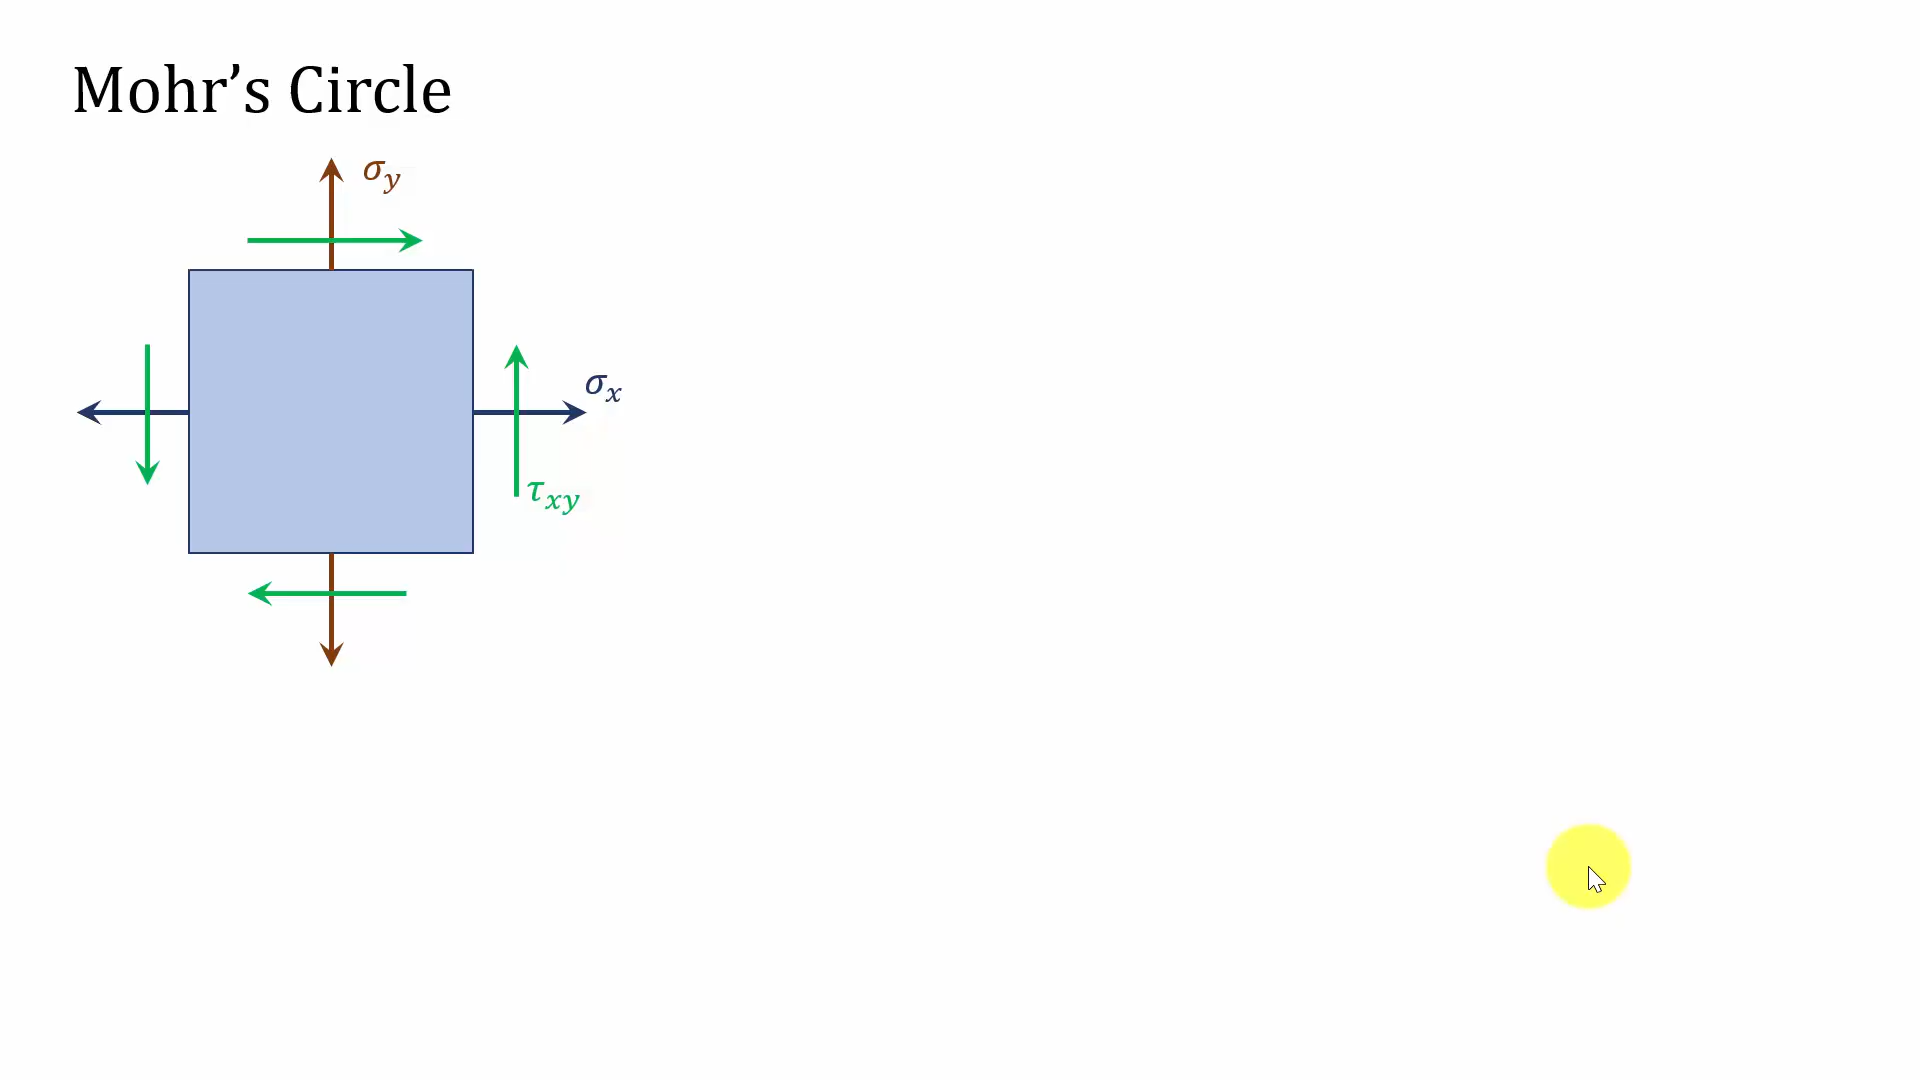 Mohr’s Circle
σy
σx
τxy